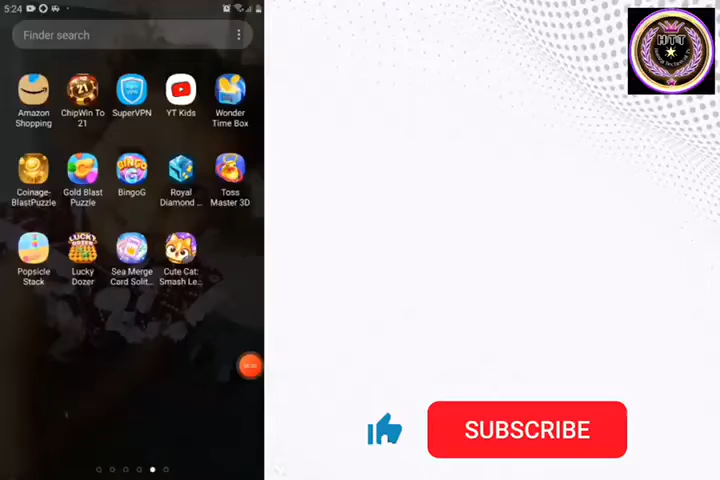 5:24
Finder search
Amazon Shopping
ChipWin To 21
SuperVPN
YT Kids
Wonder Time Box
Coinage-BlastPuzzle
Gold Blast Puzzle
BingoG
Royal Diamond ...
Toss Master 3D
Popsicle Stack
Lucky Dozer
Sea Merge Card Solit...
Cute Cat: Smash Le...
HTT
SUBSCRIBE